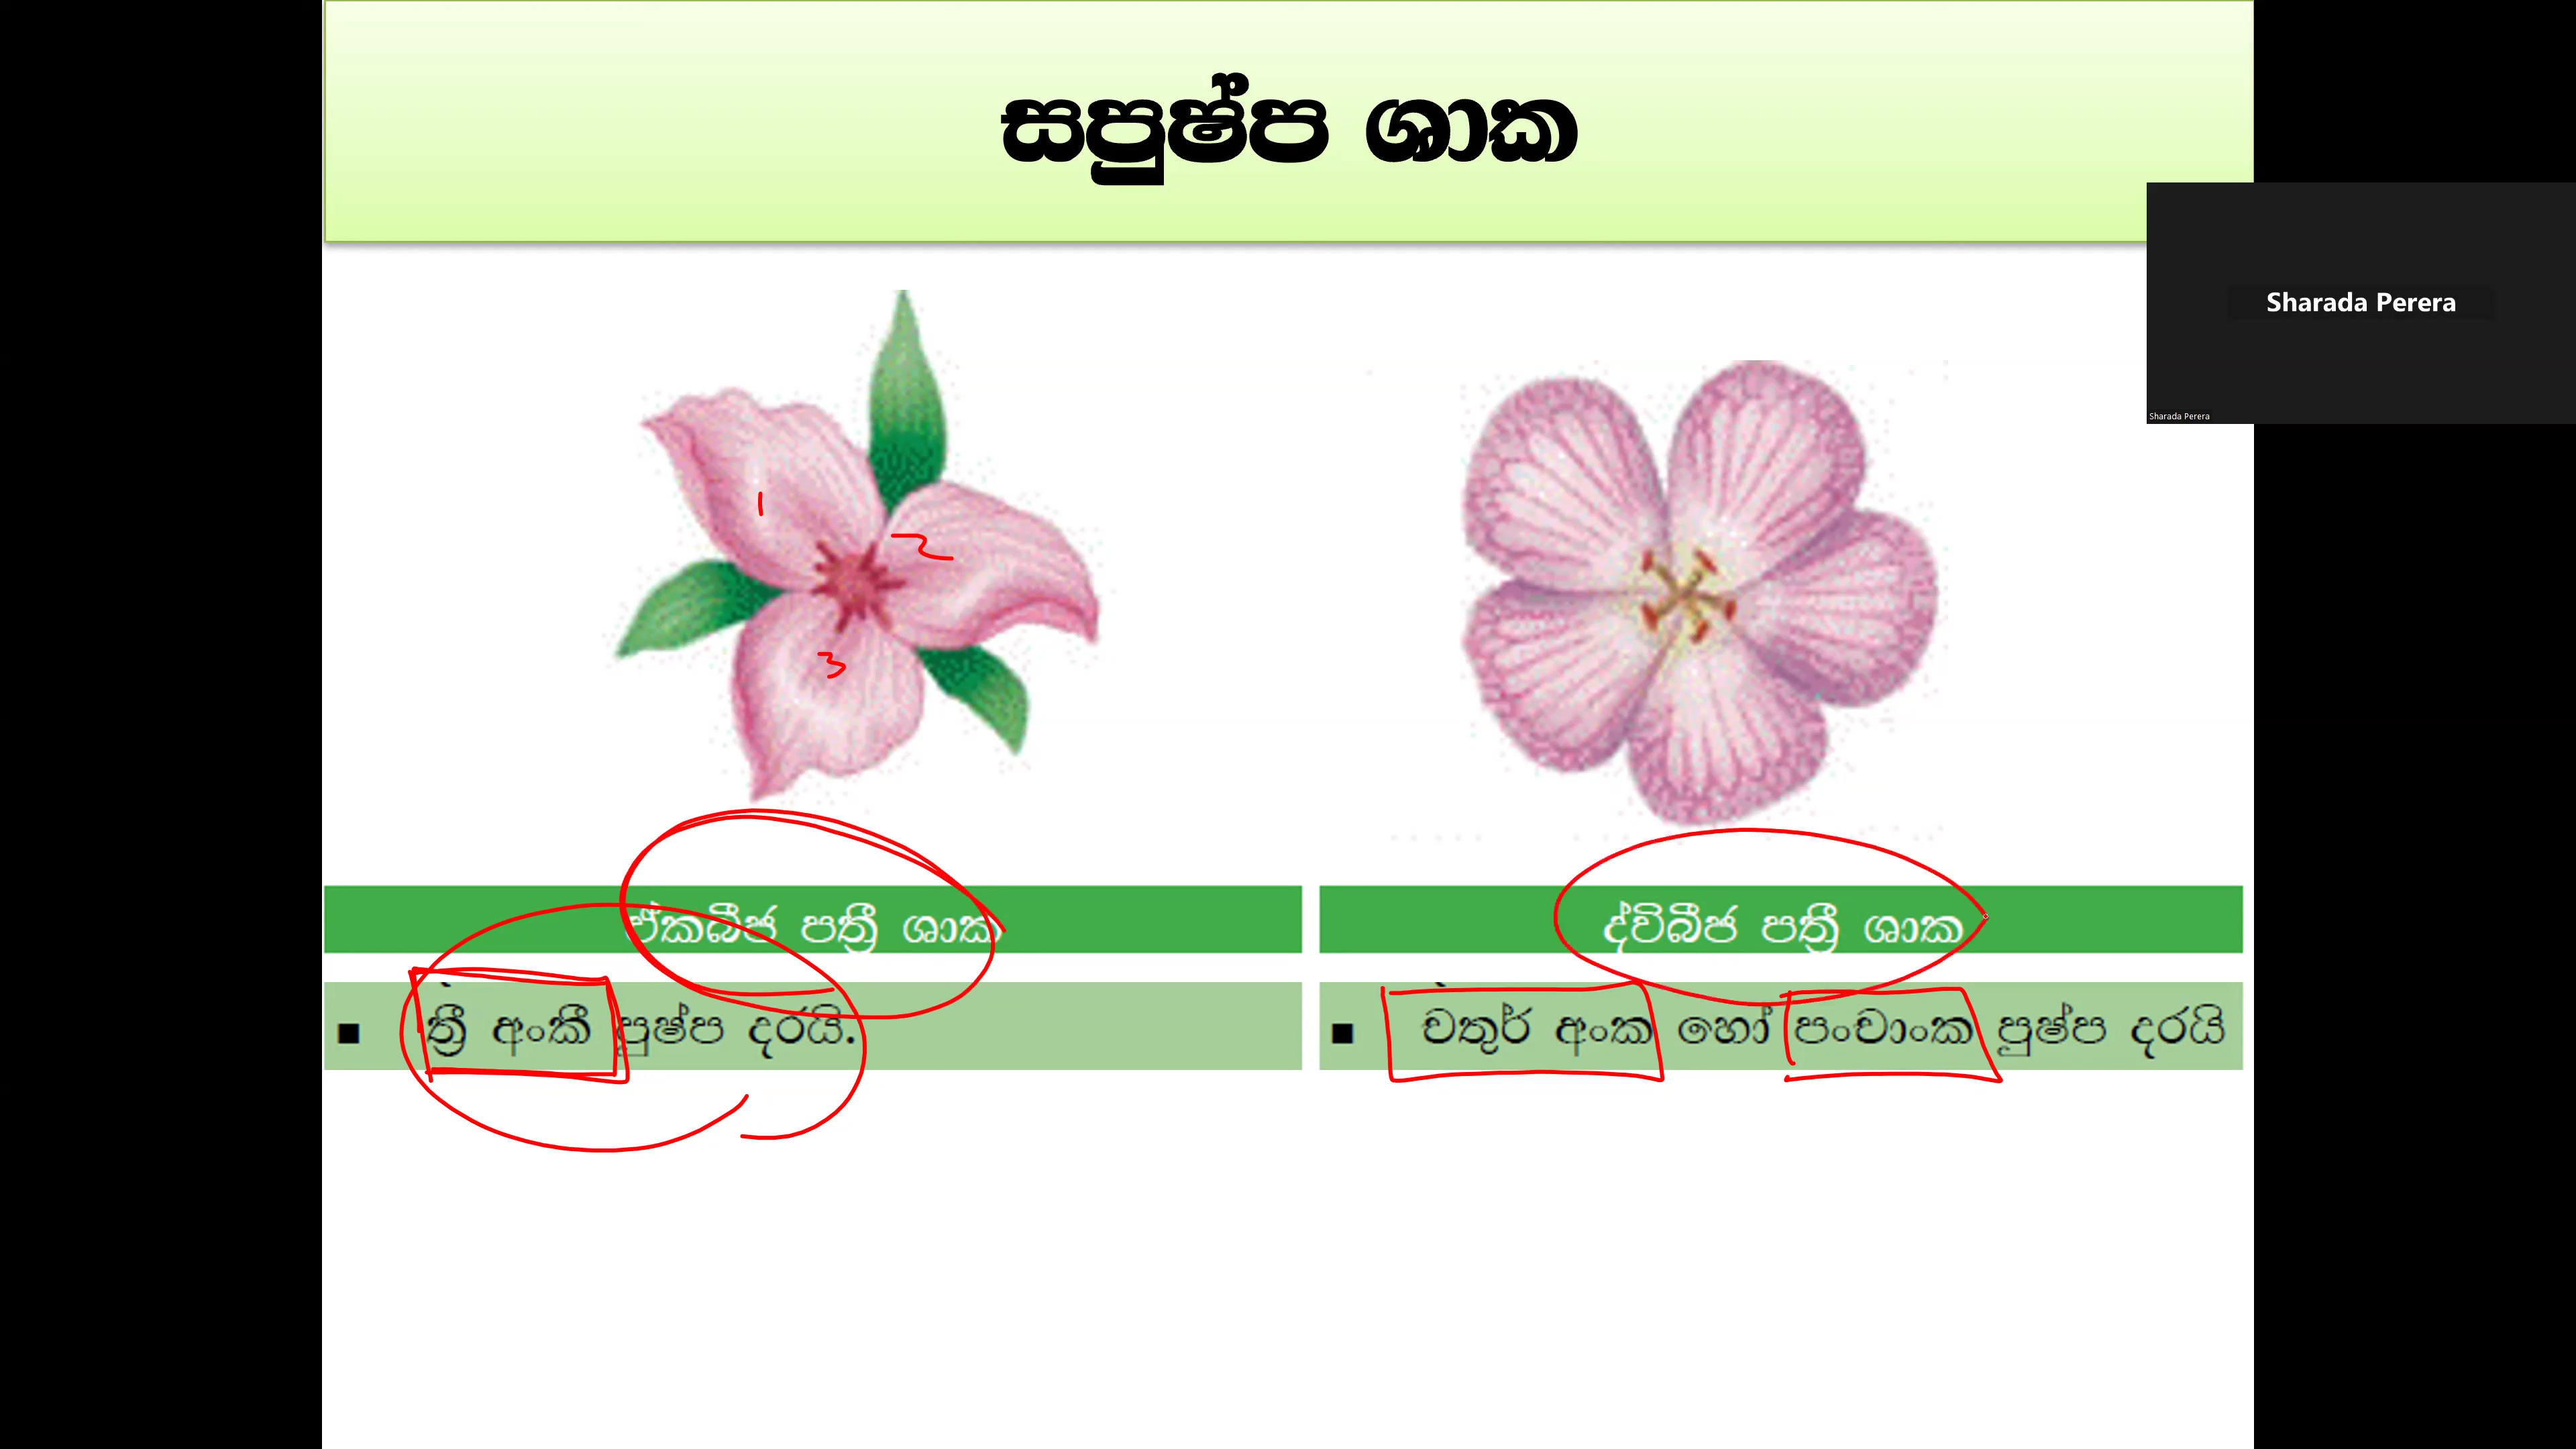 සපුෂ්ප ශාක
Sharada Perera
Sharada Perera
1
2
3
ඒකබීජ පත්‍රී ශාක
ද්විබීජ පත්‍රී ශාක
■ ත්‍රී අංකී පුෂ්ප දරයි.
■ චතුර් අංක හෝ පංචාංක පුෂ්ප දරයි